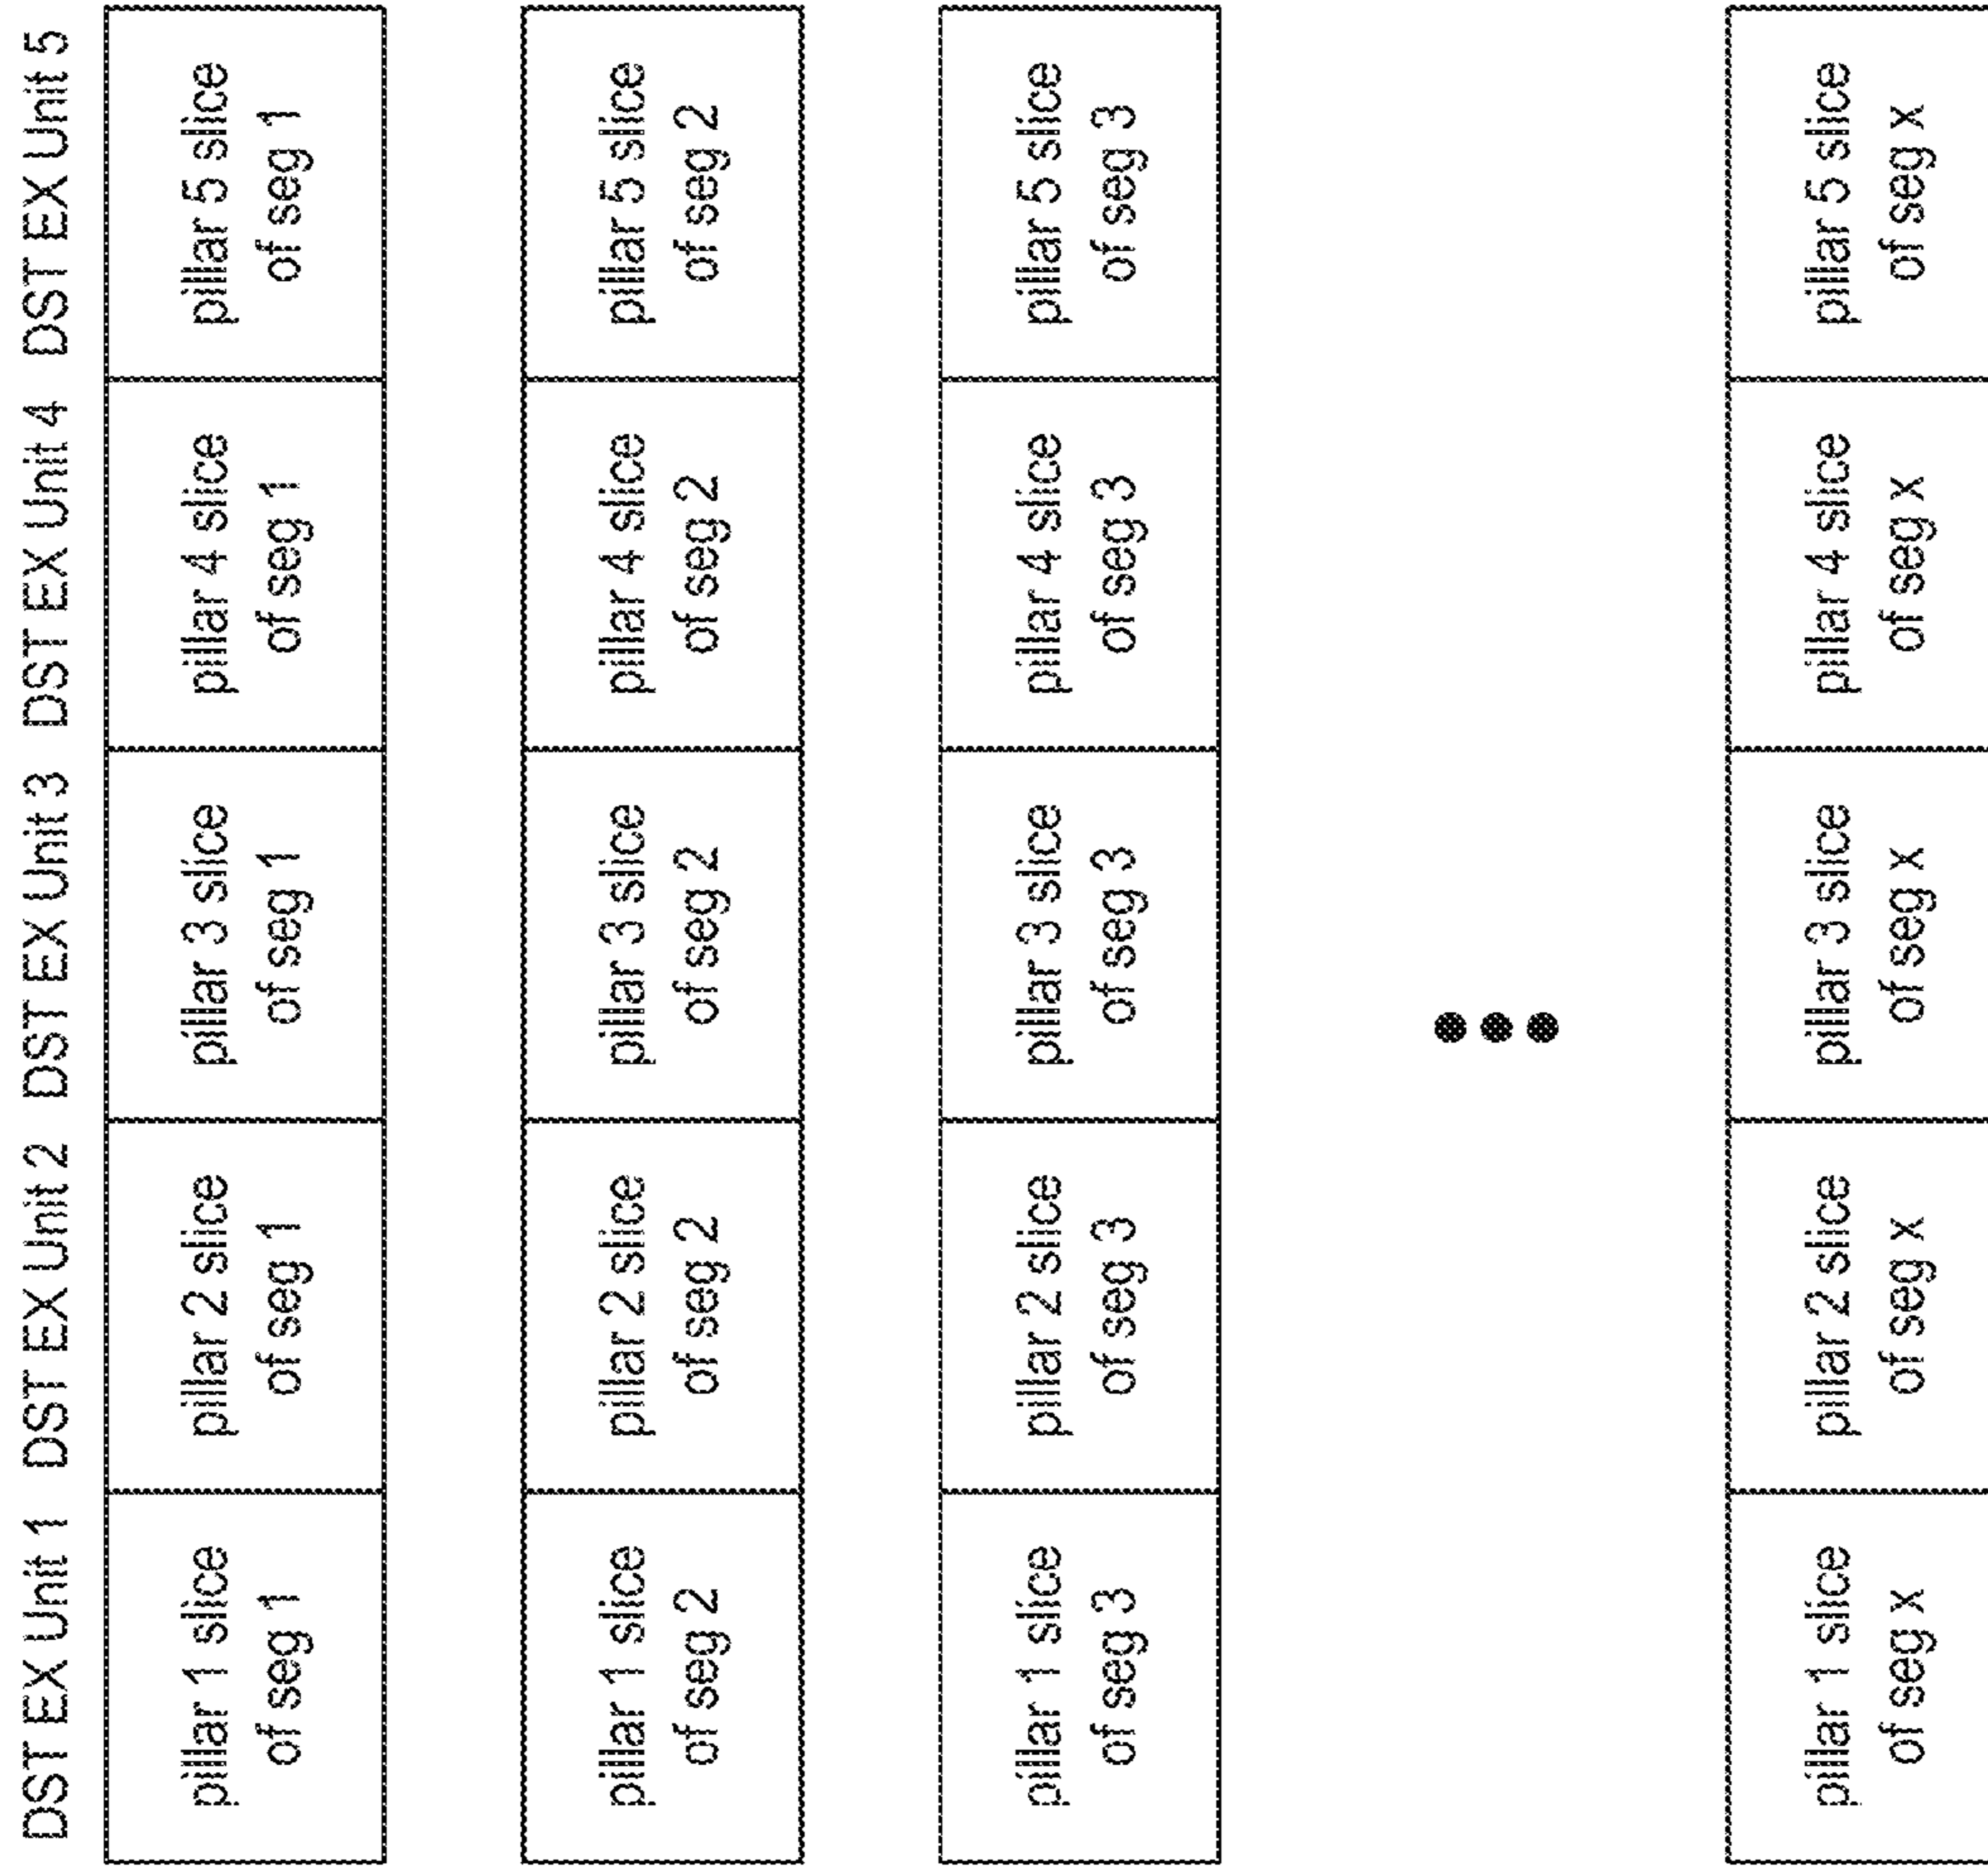 DST EX Unit 1 DST EX Unit 2 DST EX Unit 3 DST EX Unit 4 DST EX Unit 5
pillar 1 slice
of seg 1
pillar 2 slice
of seg 1
pillar 3 slice
of seg 1
pillar 4 slice
of seg 1
pillar 5 slice
of seg 1
pillar 1 slice
of seg 2
pillar 2 slice
of seg 2
pillar 3 slice
of seg 2
pillar 4 slice
of seg 2
pillar 5 slice
of seg 2
pillar 1 slice
of seg 3
pillar 2 slice
of seg 3
pillar 3 slice
of seg 3
pillar 4 slice
of seg 3
pillar 5 slice
of seg 3
pillar 1 slice
of seg x
pillar 2 slice
of seg x
pillar 3 slice
of seg x
pillar 4 slice
of seg x
pillar 5 slice
of seg x